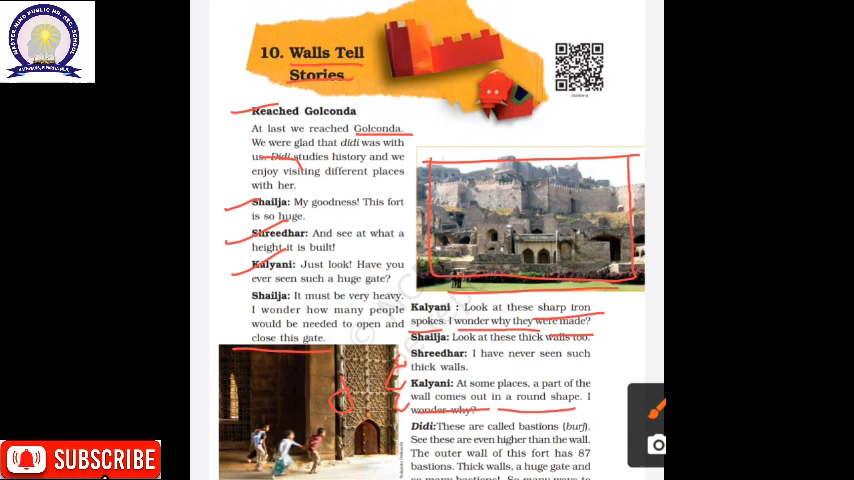 10. Walls Tell
Stories
Reached Golconda
At last we reached Golconda.
We were glad that didi was with
us. Didi studies history and we
enjoy visiting different places
with her.
Shailja: My goodness! This fort
is so huge.
Shreedhar: And see at what a
height it is built!
Kalyani: Just look! Have you
ever seen such a huge gate?
Shailja: It must be very heavy.
I wonder how many people
would be needed to open and
close this gate.
Kalyani : Look at these sharp iron
spokes. I wonder why they were made?
Shailja: Look at these thick walls too.
Shreedhar: I have never seen such
thick walls.
Kalyani: At some places, a part of the
wall comes out in a round shape. I
wonder why?
Didi: These are called bastions (burj).
See these are even higher than the wall.
The outer wall of this fort has 87
bastions. Thick walls, a huge gate and
so many bastions! So many ways to
SUBSCRIBE